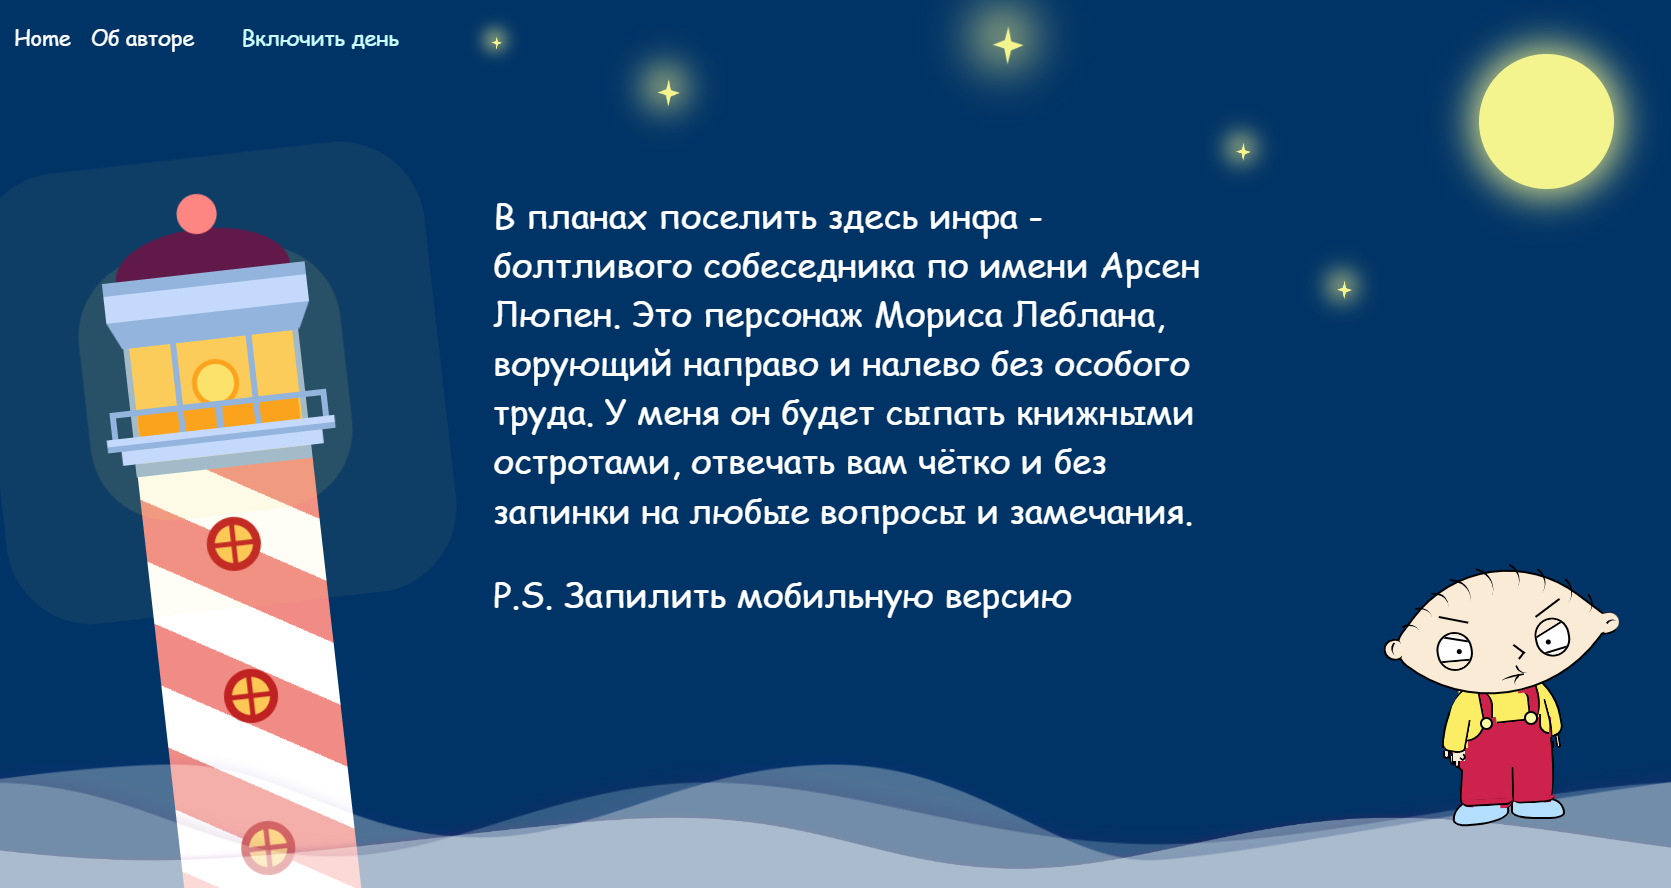 Home Об авторе Включить день
В планах поселить здесь инфа -
болтливого собеседника по имени Арсен
Люпен. Это персонаж Мориса Леблана,
ворующий направо и налево без особого
труда. У меня он будет сыпать книжными
остротами, отвечать вам чётко и без
запинки на любые вопросы и замечания.
P.S. Запилить мобильную версию